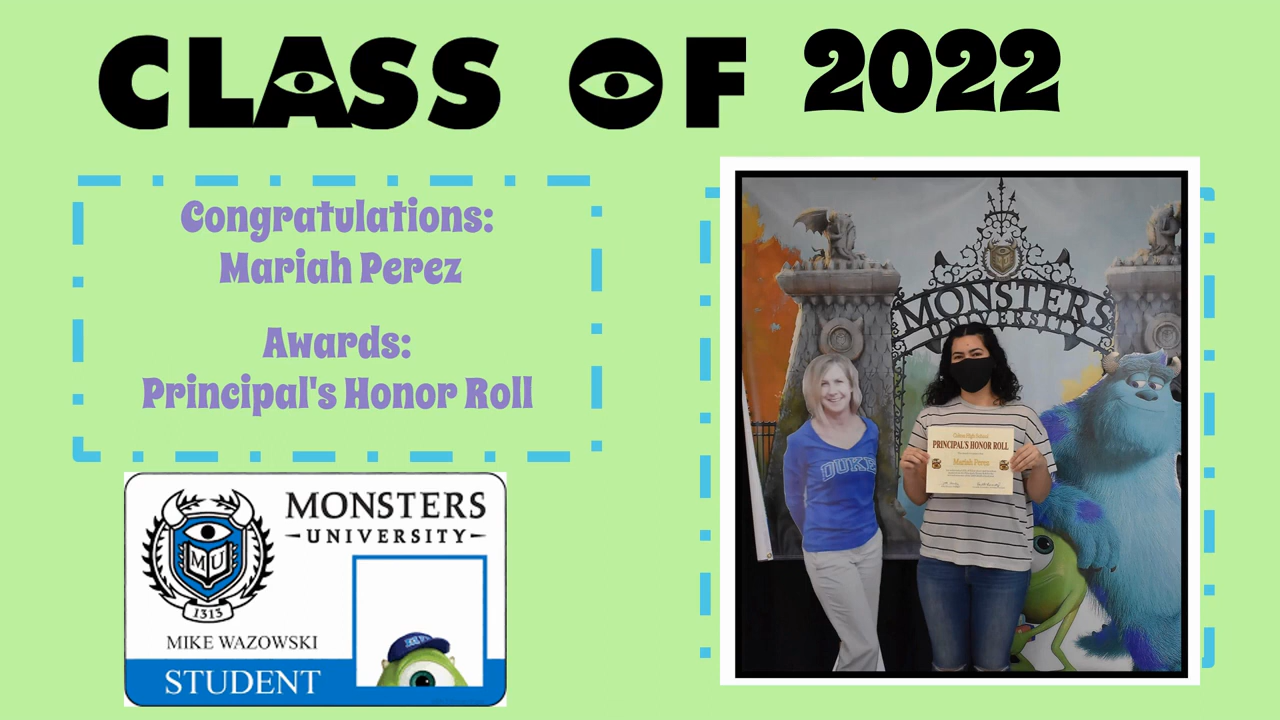 CLASS OF 2022
Congratulations:
Mariah Perez
Awards:
Principal's Honor Roll
MONSTERS
UNIVERSITY
MU
1313
MIKE WAZOWSKI
STUDENT
MU
MONSTERS
UNIVERSITY
DUKE
PRINCIPAL'S HONOR ROLL
Mariah Perez